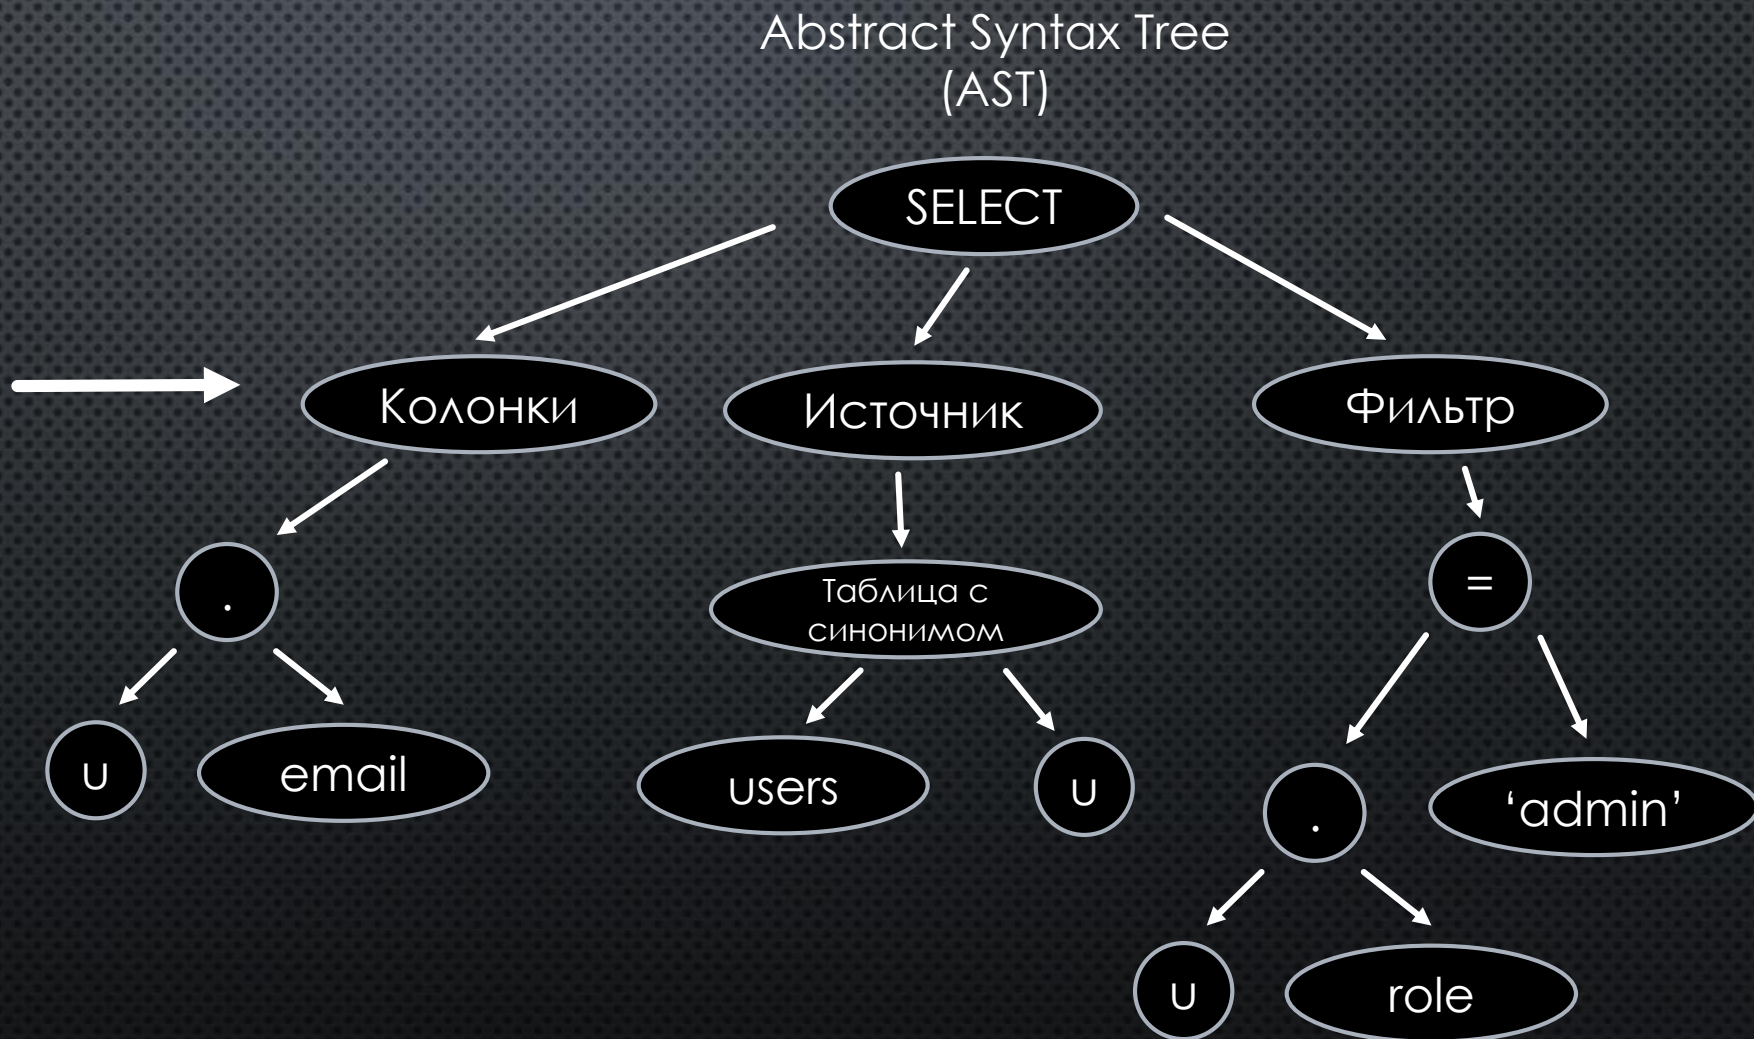 Abstract Syntax Tree
(AST)
SELECT
Колонки
Источник
Фильтр
.
Таблица с
синонимом
=
u
email
users
u
.
‘admin’
u
role